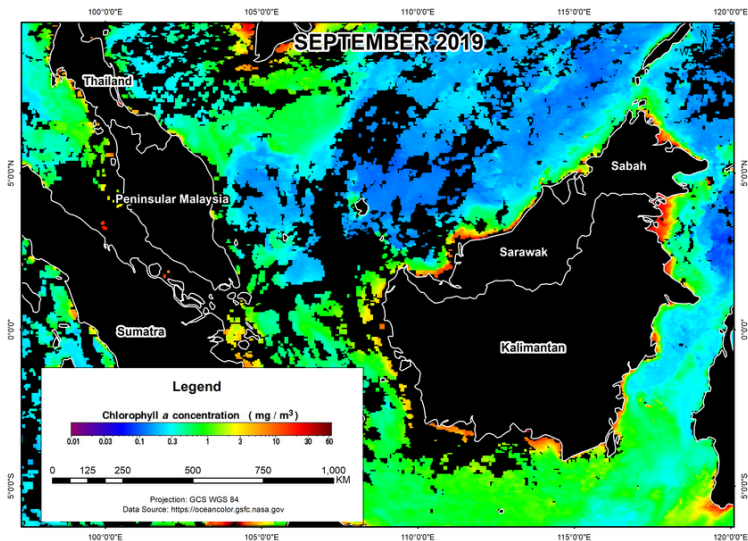 100°0'0"E 105°0'0"E 110°0'0"E 115°0'0"E 120°0'0"E
SEPTEMBER 2019
N
Thailand
Sabah
5°0'0"N 5°0'0"N
Peninsular Malaysia
Sarawak
Sumatra
0°0'0" 0°0'0"
Kalimantan
Legend
Chlorophyll a concentration ( mg / m³)
0.01 0.03 0.1 0.3 1 3 10 30 60
0 125 250 500 750 1,000
KM
Projection: GCS WGS 84
Data Source: https://oceancolor.gsfc.nasa.gov
5°0'0"S 5°0'0"S
100°0'0"E 105°0'0"E 110°0'0"E 115°0'0"E 120°0'0"E